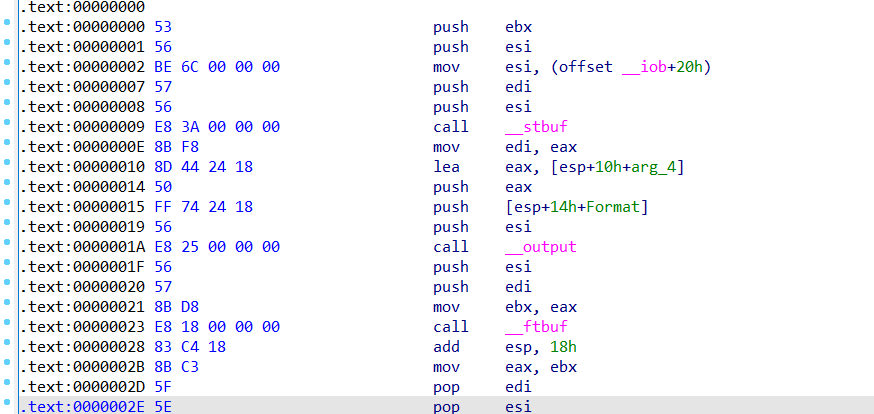 .text:00000000
.text:00000000 53 push ebx
.text:00000001 56 push esi
.text:00000002 BE 6C 00 00 00 mov esi, (offset __iob+20h)
.text:00000007 57 push edi
.text:00000008 56 push esi
.text:00000009 E8 3A 00 00 00 call __stbuf
.text:0000000E 8B F8 mov edi, eax
.text:00000010 8D 44 24 18 lea eax, [esp+10h+arg_4]
.text:00000014 50 push eax
.text:00000015 FF 74 24 18 push [esp+14h+Format]
.text:00000019 56 push esi
.text:0000001A E8 25 00 00 00 call __output
.text:0000001F 56 push esi
.text:00000020 57 push edi
.text:00000021 8B D8 mov ebx, eax
.text:00000023 E8 18 00 00 00 call __ftbuf
.text:00000028 83 C4 18 add esp, 18h
.text:0000002B 8B C3 mov eax, ebx
.text:0000002D 5F pop edi
.text:0000002E 5E pop esi